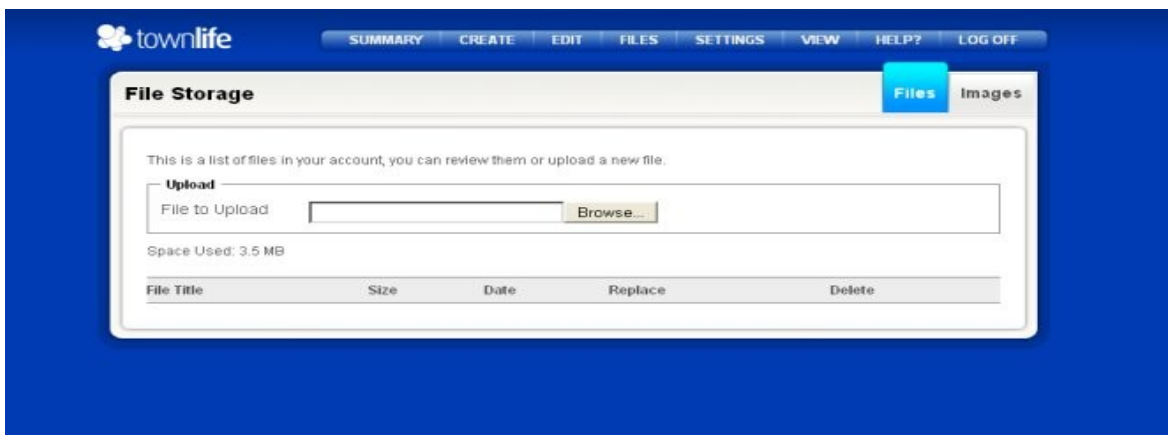 townlife SUMMARY CREATE EDIT FILES SETTINGS VIEW HELP? LOG OFF
File Storage Files Images
This is a list of files in your account, you can review them or upload a new file.
Upload
File to Upload Browse...
Space Used: 3.5 MB
File Title Size Date Replace Delete